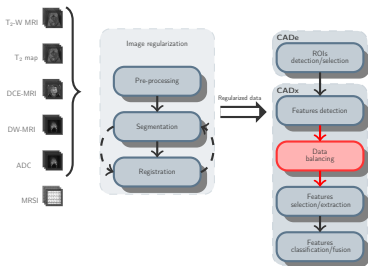 T2-W MRI
T2 map
DCE-MRI
DW-MRI
ADC
MRSI
Image regularization
Pre-processing
Segmentation
Registration
Regularized data
CADe
ROIs
detection/selection
CADx
Features detection
Data
balancing
Features
selection/extraction
Features
classification/fusion